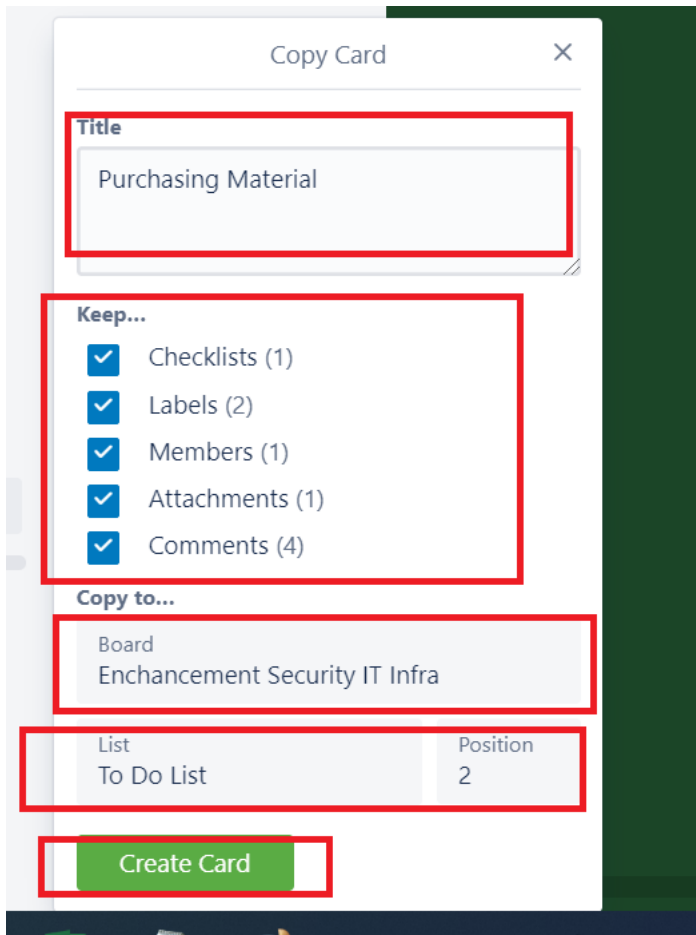 Copy Card
Title
Purchasing Material
Keep...
Checklists (1)
Labels (2)
Members (1)
Attachments (1)
Comments (4)
Copy to...
Board
Enchancement Security IT Infra
List Position
To Do List 2
Create Card